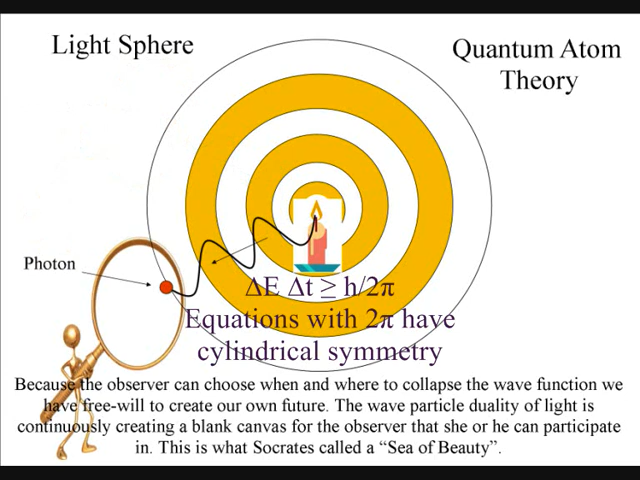 Light Sphere
Quantum Atom
Theory
Photon
ΔE Δt ≥ h/2π
Equations with 2π have
cylindrical symmetry
Because the observer can choose when and where to collapse the wave function we
have free-will to create our own future. The wave particle duality of light is
continuously creating a blank canvas for the observer that she or he can participate
in. This is what Socrates called a “Sea of Beauty”.